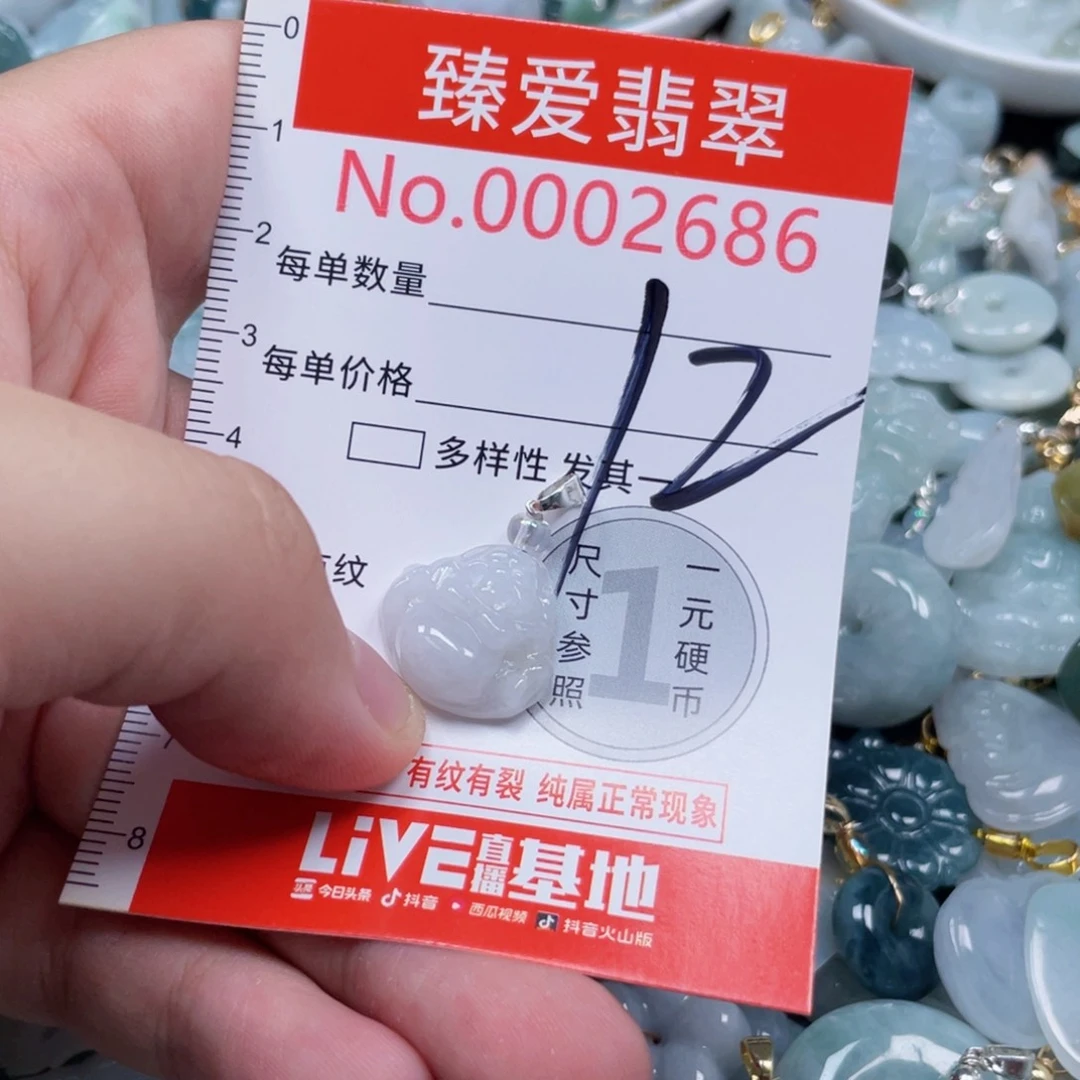 0
臻爱翡翠
1
No.0002686
2
每单数量
12
3
每单价格
4
多样性 发其一
纹
尺寸参照
1
一元硬币
有纹有裂 纯属正常现象
8
LiVE直播基地
头条 今日头条 抖音 西瓜视频 抖音火山版